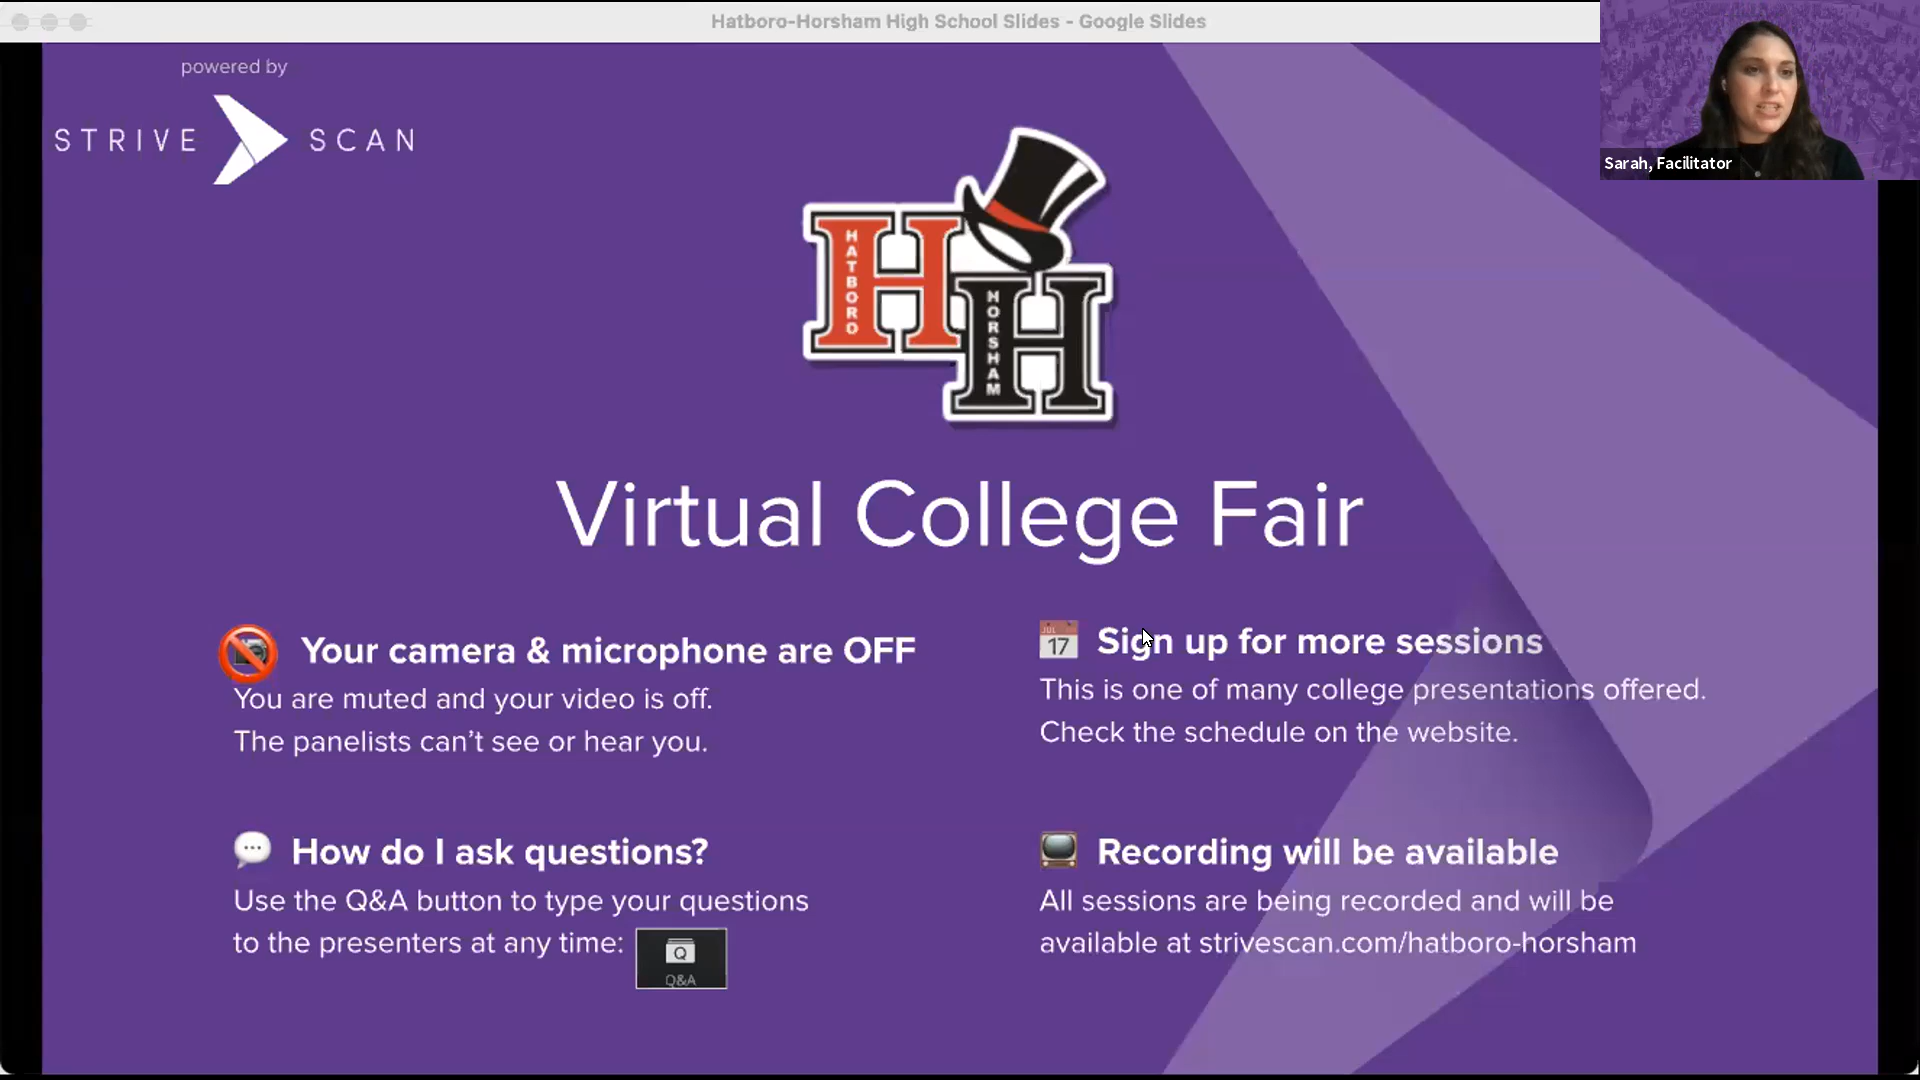 Hatboro-Horsham High School Slides - Google Slides
powered by
STRIVE SCAN
Sarah, Facilitator
HATBORO
HORSHAM
Virtual College Fair
Your camera & microphone are OFF
You are muted and your video is off.
The panelists can't see or hear you.
JUL
17
Sign up for more sessions
This is one of many college presentations offered.
Check the schedule on the website.
How do I ask questions?
Use the Q&A button to type your questions
to the presenters at any time:
Q
Q&A
Recording will be available
All sessions are being recorded and will be
available at strivescan.com/hatboro-horsham